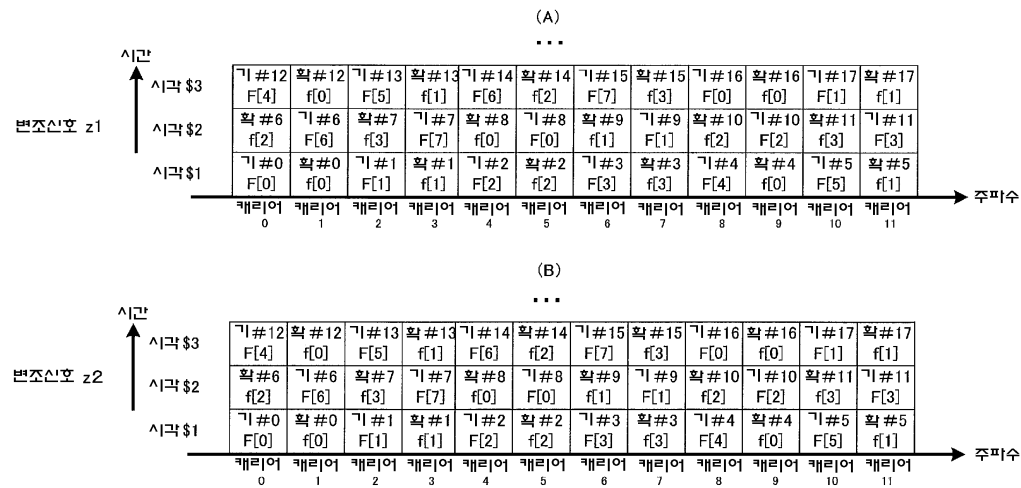 (A)
...
시간
변조신호 z1
시각 $3
기#12 확#12 기#13 확#13 기#14 확#14 기#15 확#15 기#16 확#16 기#17 확#17
F[4] f[0] F[5] f[1] F[6] f[2] F[7] f[3] F[0] f[0] F[1] f[1]
시각 $2
확#6 기#6 확#7 기#7 확#8 기#8 확#9 기#9 확#10 기#10 확#11 기#11
f[2] F[6] f[3] F[7] f[0] F[0] f[1] F[1] f[2] F[2] f[3] F[3]
시각 $1
기#0 확#0 기#1 확#1 기#2 확#2 기#3 확#3 기#4 확#4 기#5 확#5
F[0] f[0] F[1] f[1] F[2] f[2] F[3] f[3] F[4] f[0] F[5] f[1]
주파수
캐리어 캐리어 캐리어 캐리어 캐리어 캐리어 캐리어 캐리어 캐리어 캐리어 캐리어 캐리어
0 1 2 3 4 5 6 7 8 9 10 11
(B)
...
시간
변조신호 z2
시각 $3
기#12 확#12 기#13 확#13 기#14 확#14 기#15 확#15 기#16 확#16 기#17 확#17
F[4] f[0] F[5] f[1] F[6] f[2] F[7] f[3] F[0] f[0] F[1] f[1]
시각 $2
확#6 기#6 확#7 기#7 확#8 기#8 확#9 기#9 확#10 기#10 확#11 기#11
f[2] F[6] f[3] F[7] f[0] F[0] f[1] F[1] f[2] F[2] f[3] F[3]
시각 $1
기#0 확#0 기#1 확#1 기#2 확#2 기#3 확#3 기#4 확#4 기#5 확#5
F[0] f[0] F[1] f[1] F[2] f[2] F[3] f[3] F[4] f[0] F[5] f[1]
주파수
캐리어 캐리어 캐리어 캐리어 캐리어 캐리어 캐리어 캐리어 캐리어 캐리어 캐리어 캐리어
0 1 2 3 4 5 6 7 8 9 10 11